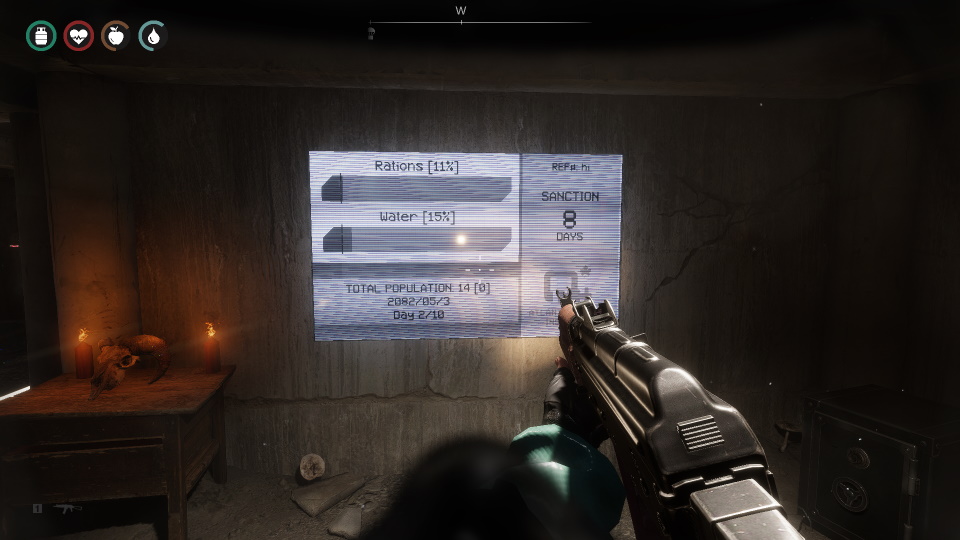 W
Rations [11%]
Water [15%]
TOTAL POPULATION: 14 [0]
2082/05/3
Day 2/10
REF#: hi
SANCTION
8
DAYS
1